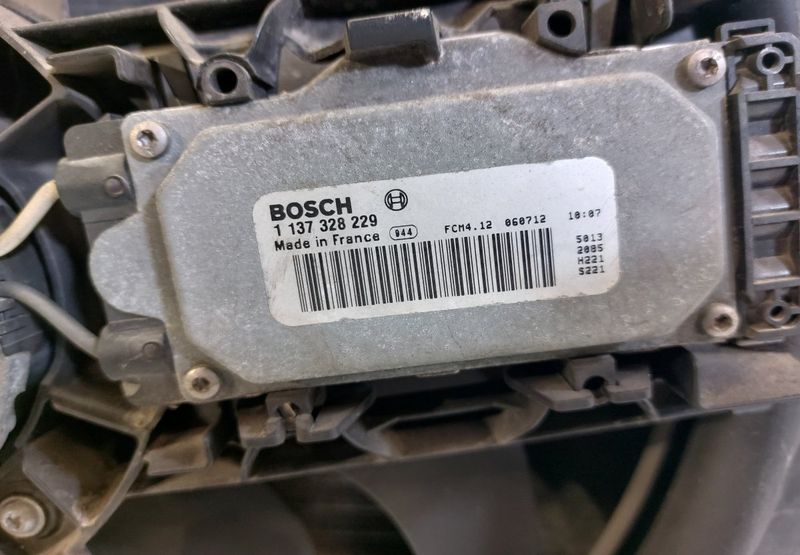 BOSCH
1 137 328 229
Made in France 944 FCM4.12 060712 10:07
5013
2085
H221
S221